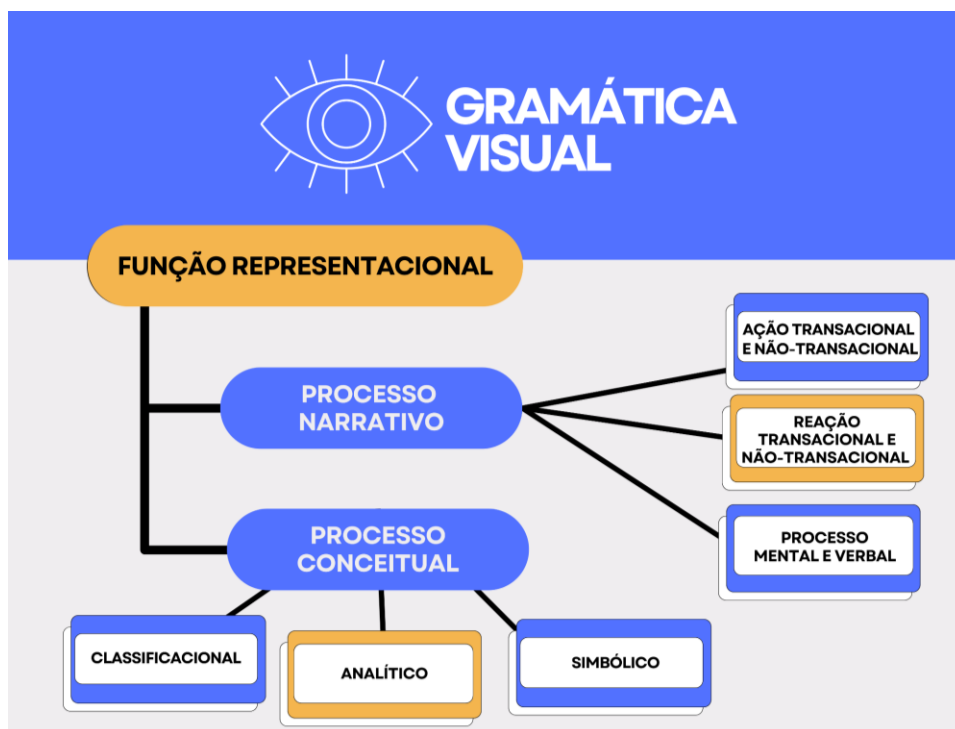 GRAMÁTICA
VISUAL
FUNÇÃO REPRESENTACIONAL
PROCESSO
NARRATIVO
AÇÃO TRANSACIONAL
E NÃO-TRANSACIONAL
REAÇÃO
TRANSACIONAL E
NÃO-TRANSACIONAL
PROCESSO
MENTAL E VERBAL
PROCESSO
CONCEITUAL
CLASSIFICACIONAL
ANALÍTICO
SIMBÓLICO